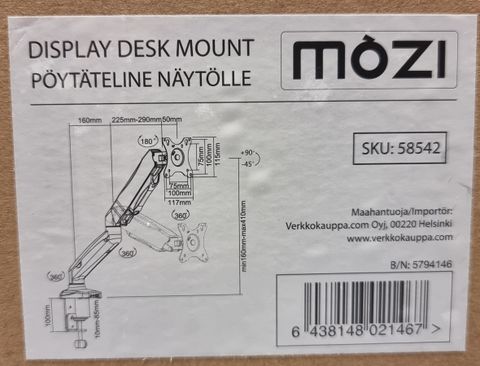 DISPLAY DESK MOUNT
PÖYTÄTELINE NÄYTÖLLE
MòZI
160mm
225mm-290mm
50mm
180°
+90°
-45°
75mm
100mm
115mm
75mm
100mm
117mm
360°
360°
360°
min160mm-max410mm
100mm
10mm-85mm
SKU: 58542
Maahantuoja/Importör:
Verkkokauppa.com Oyj, 00220 Helsinki
www.verkkokauppa.com
B/N: 5794146
6 438148 021467 >